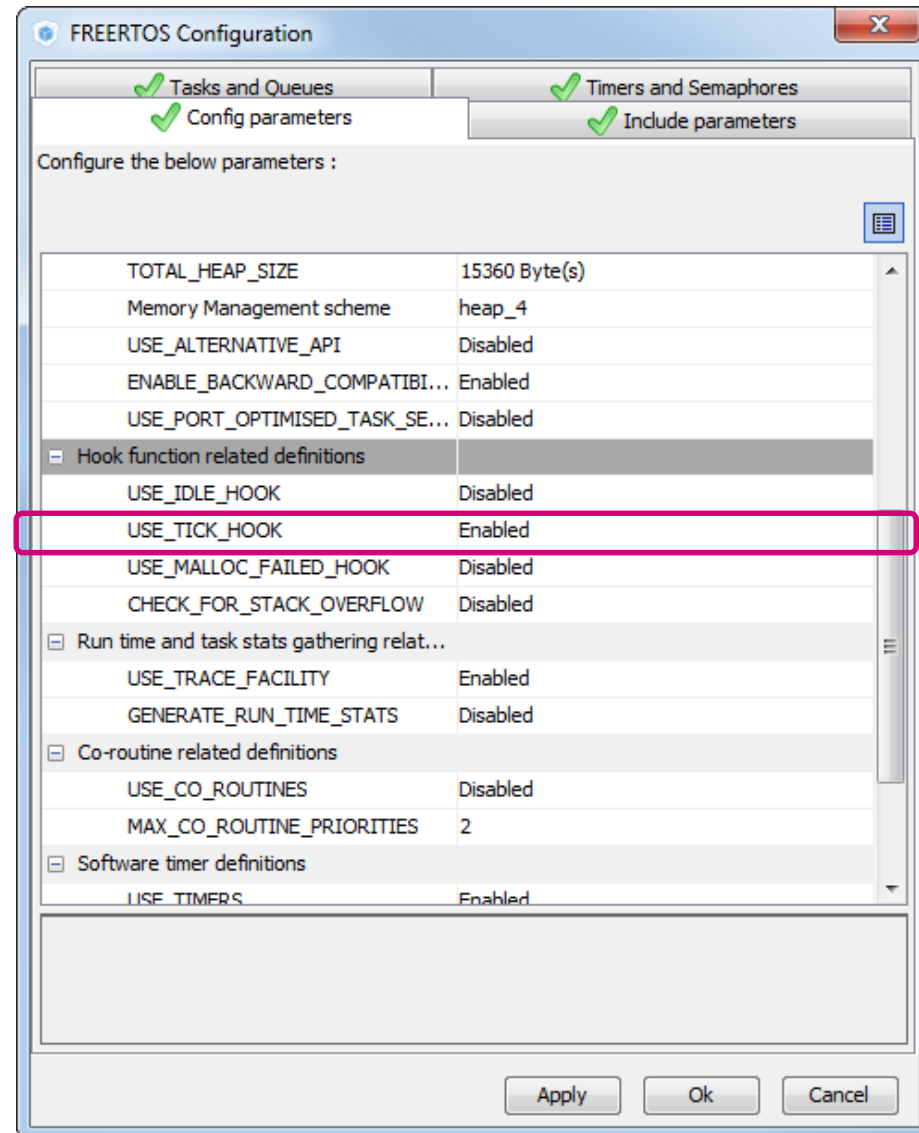 FREERTOS Configuration
Tasks and Queues Timers and Semaphores
Config parameters Include parameters
Configure the below parameters :
TOTAL_HEAP_SIZE 15360 Byte(s)
Memory Management scheme heap_4
USE_ALTERNATIVE_API Disabled
ENABLE_BACKWARD_COMPATIBI... Enabled
USE_PORT_OPTIMISED_TASK_SE... Disabled
Hook function related definitions
USE_IDLE_HOOK Disabled
USE_TICK_HOOK Enabled
USE_MALLOC_FAILED_HOOK Disabled
CHECK_FOR_STACK_OVERFLOW Disabled
Run time and task stats gathering relat...
USE_TRACE_FACILITY Enabled
GENERATE_RUN_TIME_STATS Disabled
Co-routine related definitions
USE_CO_ROUTINES Disabled
MAX_CO_ROUTINE_PRIORITIES 2
Software timer definitions
USE_TIMERS Enabled
Apply Ok Cancel